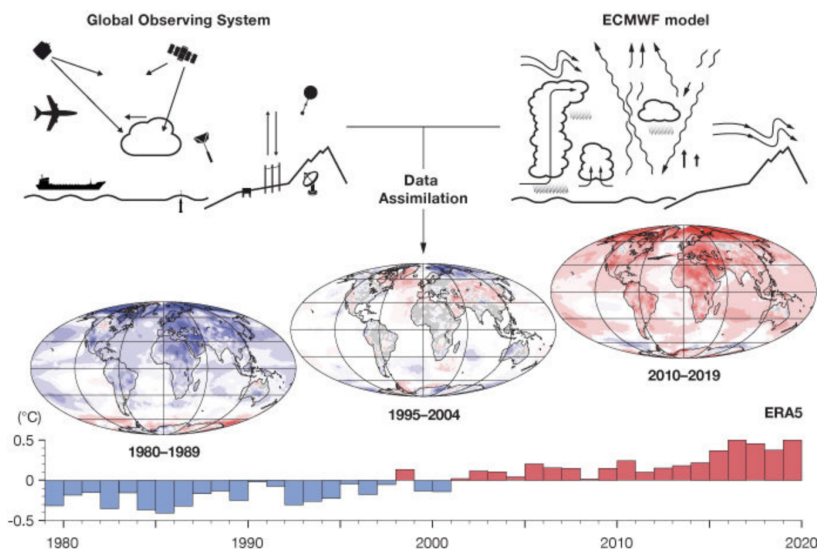 Global Observing System
ECMWF model
Data
Assimilation
2010–2019
1995–2004
1980–1989
ERA5
(°C)
0.5
0
-0.5
1980
1990
2000
2010
2020